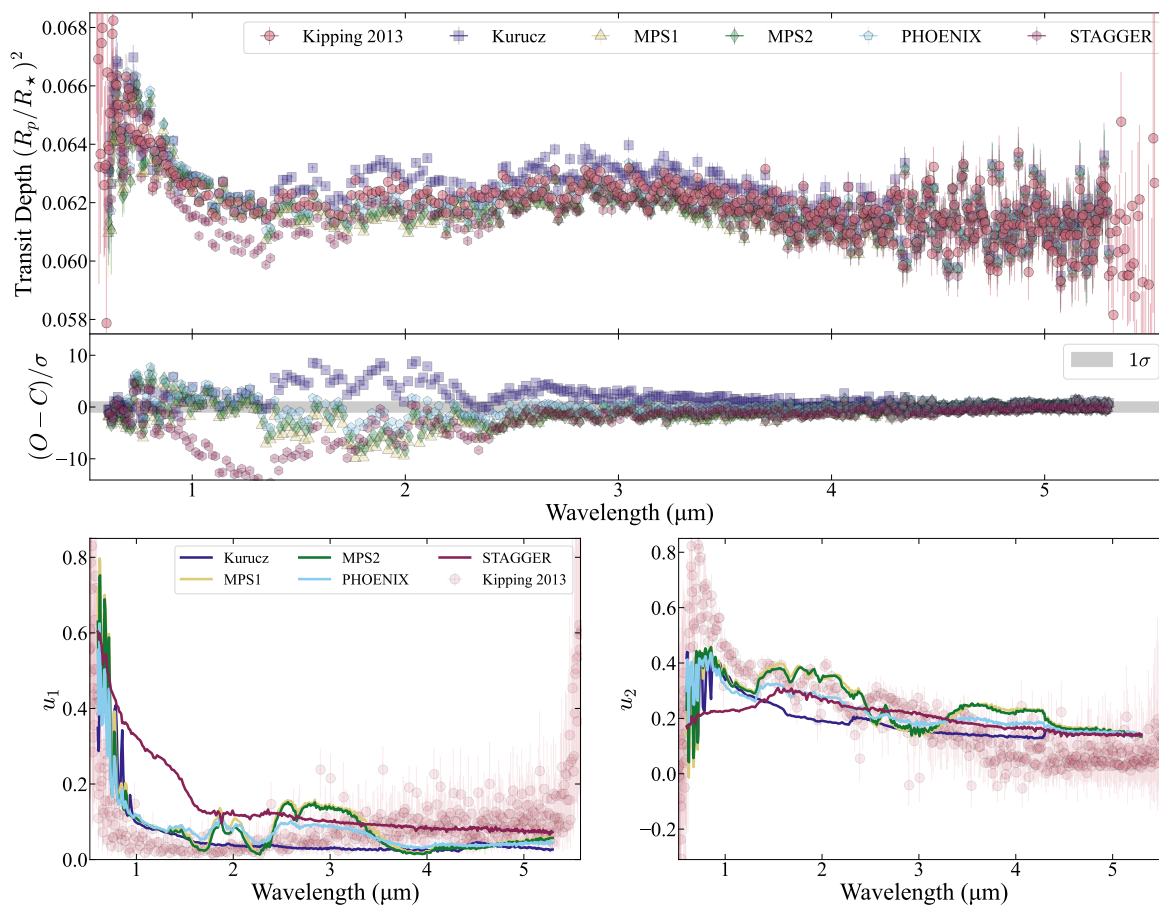 Transit Depth (R_p/R_★)^2
0.068
0.066
0.064
0.062
0.060
0.058
Kipping 2013 Kurucz MPS1 MPS2 PHOENIX STAGGER
(O − C)/σ
10
0
−10
1σ
1 2 3 4 5
Wavelength (μm)
u_1
0.8
0.6
0.4
0.2
0.0
Kurucz MPS2 STAGGER
MPS1 PHOENIX Kipping 2013
1 2 3 4 5
Wavelength (μm)
u_2
0.8
0.6
0.4
0.2
0.0
−0.2
1 2 3 4 5
Wavelength (μm)